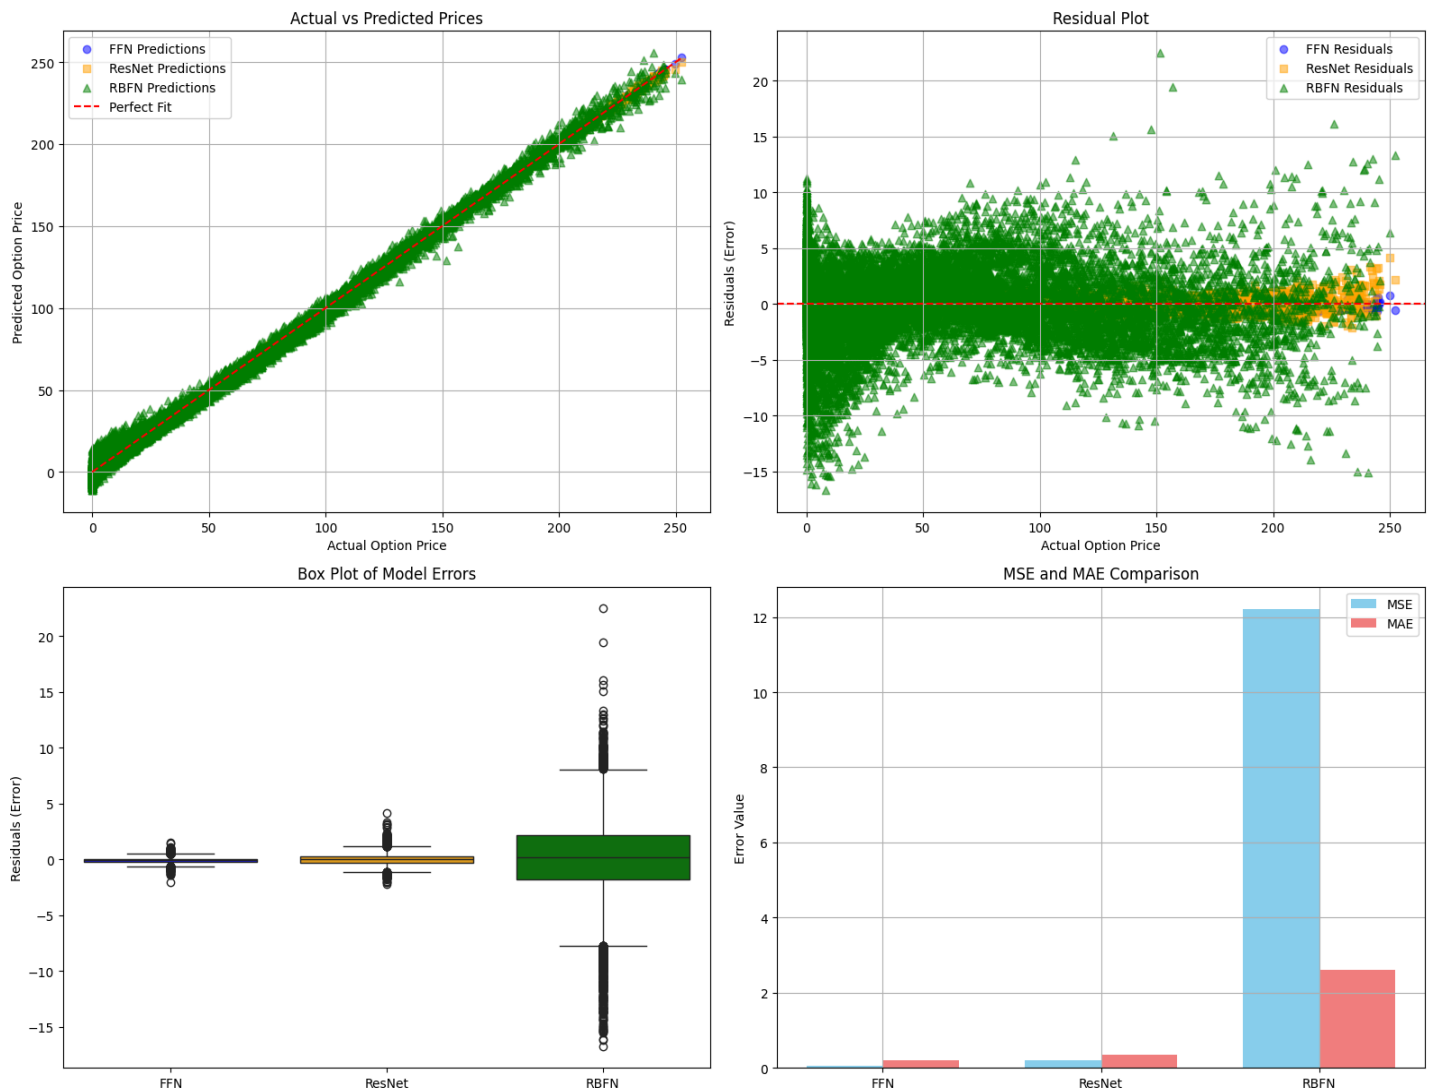 Actual vs Predicted Prices
FFN Predictions
ResNet Predictions
RBFN Predictions
Perfect Fit
Predicted Option Price
250
200
150
100
50
0
0 50 100 150 200 250
Actual Option Price
Residual Plot
FFN Residuals
ResNet Residuals
RBFN Residuals
Residuals (Error)
20
15
10
5
0
−5
−10
−15
0 50 100 150 200 250
Actual Option Price
Box Plot of Model Errors
Residuals (Error)
20
15
10
5
0
−5
−10
−15
FFN ResNet RBFN
MSE and MAE Comparison
MSE
MAE
Error Value
12
10
8
6
4
2
0
FFN ResNet RBFN